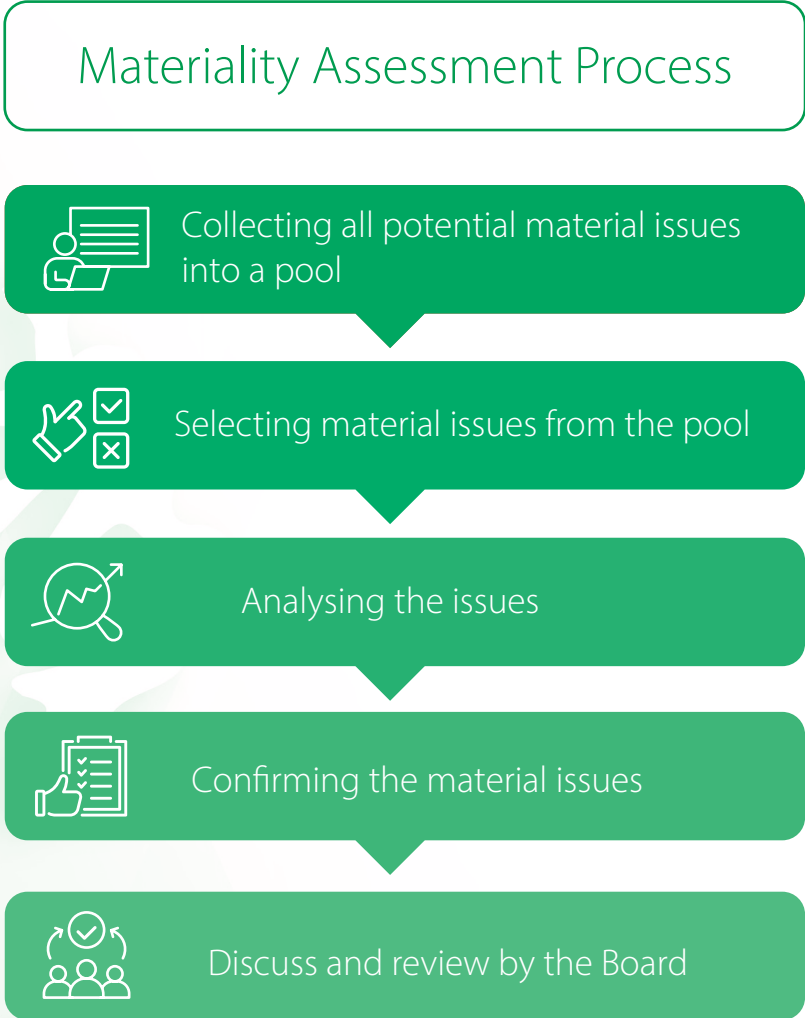 Materiality Assessment Process
Collecting all potential material issues
into a pool
Selecting material issues from the pool
Analysing the issues
Confirming the material issues
Discuss and review by the Board